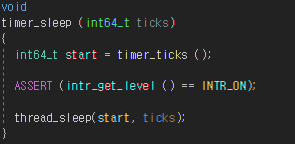 void
timer_sleep (int64_t ticks)
{
int64_t start = timer_ticks ();
ASSERT (intr_get_level () == INTR_ON);
thread_sleep(start, ticks);
}